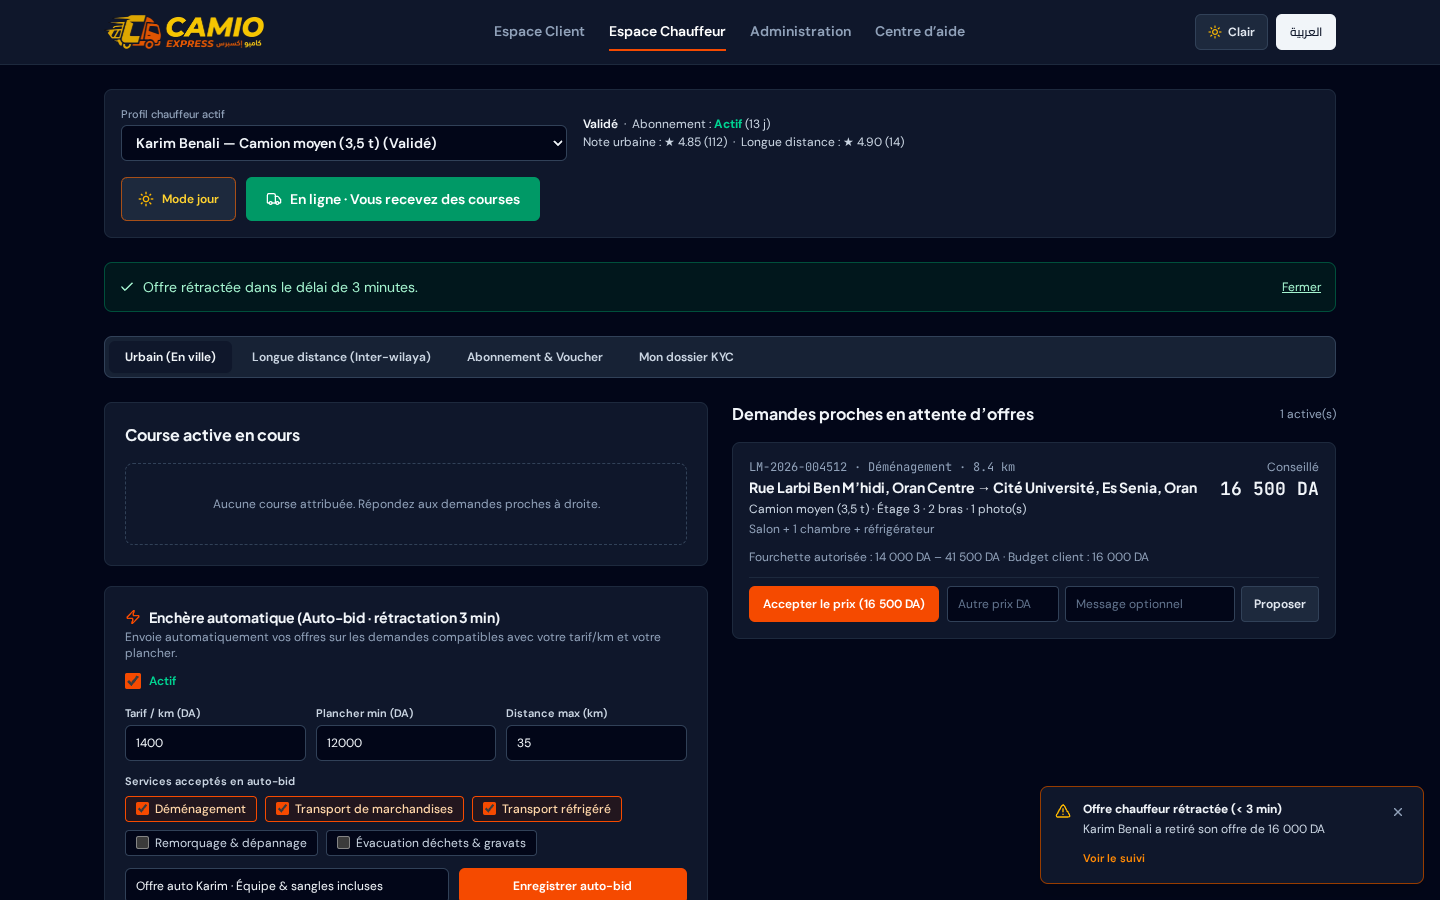 CAMIO
EXPRESS كاميو إكسبرس
Espace Client
Espace Chauffeur
Administration
Centre d’aide
Clair
العربية
Profil chauffeur actif
Karim Benali — Camion moyen (3,5 t) (Validé)
Validé · Abonnement : Actif (13 j)
Note urbaine : ★ 4.85 (112) · Longue distance : ★ 4.90 (14)
Mode jour
En ligne · Vous recevez des courses
Offre rétractée dans le délai de 3 minutes.
Fermer
Urbain (En ville)
Longue distance (Inter-wilaya)
Abonnement & Voucher
Mon dossier KYC
Course active en cours
Aucune course attribuée. Répondez aux demandes proches à droite.
Enchère automatique (Auto-bid · rétractation 3 min)
Envoie automatiquement vos offres sur les demandes compatibles avec votre tarif/km et votre
plancher.
Actif
Tarif / km (DA)
Plancher min (DA)
Distance max (km)
1400
12000
35
Services acceptés en auto-bid
Déménagement
Transport de marchandises
Transport réfrigéré
Remorquage & dépannage
Évacuation déchets & gravats
Offre auto Karim · Équipe & sangles incluses
Enregistrer auto-bid
Demandes proches en attente d’offres
1 active(s)
LM-2026-004512 · Déménagement · 8.4 km
Conseillé
Rue Larbi Ben M’hidi, Oran Centre → Cité Université, Es Senia, Oran
16 500 DA
Camion moyen (3,5 t) · Étage 3 · 2 bras · 1 photo(s)
Salon + 1 chambre + réfrigérateur
Fourchette autorisée : 14 000 DA – 41 500 DA · Budget client : 16 000 DA
Accepter le prix (16 500 DA)
Autre prix DA
Message optionnel
Proposer
Offre chauffeur rétractée (< 3 min)
Karim Benali a retiré son offre de 16 000 DA
Voir le suivi